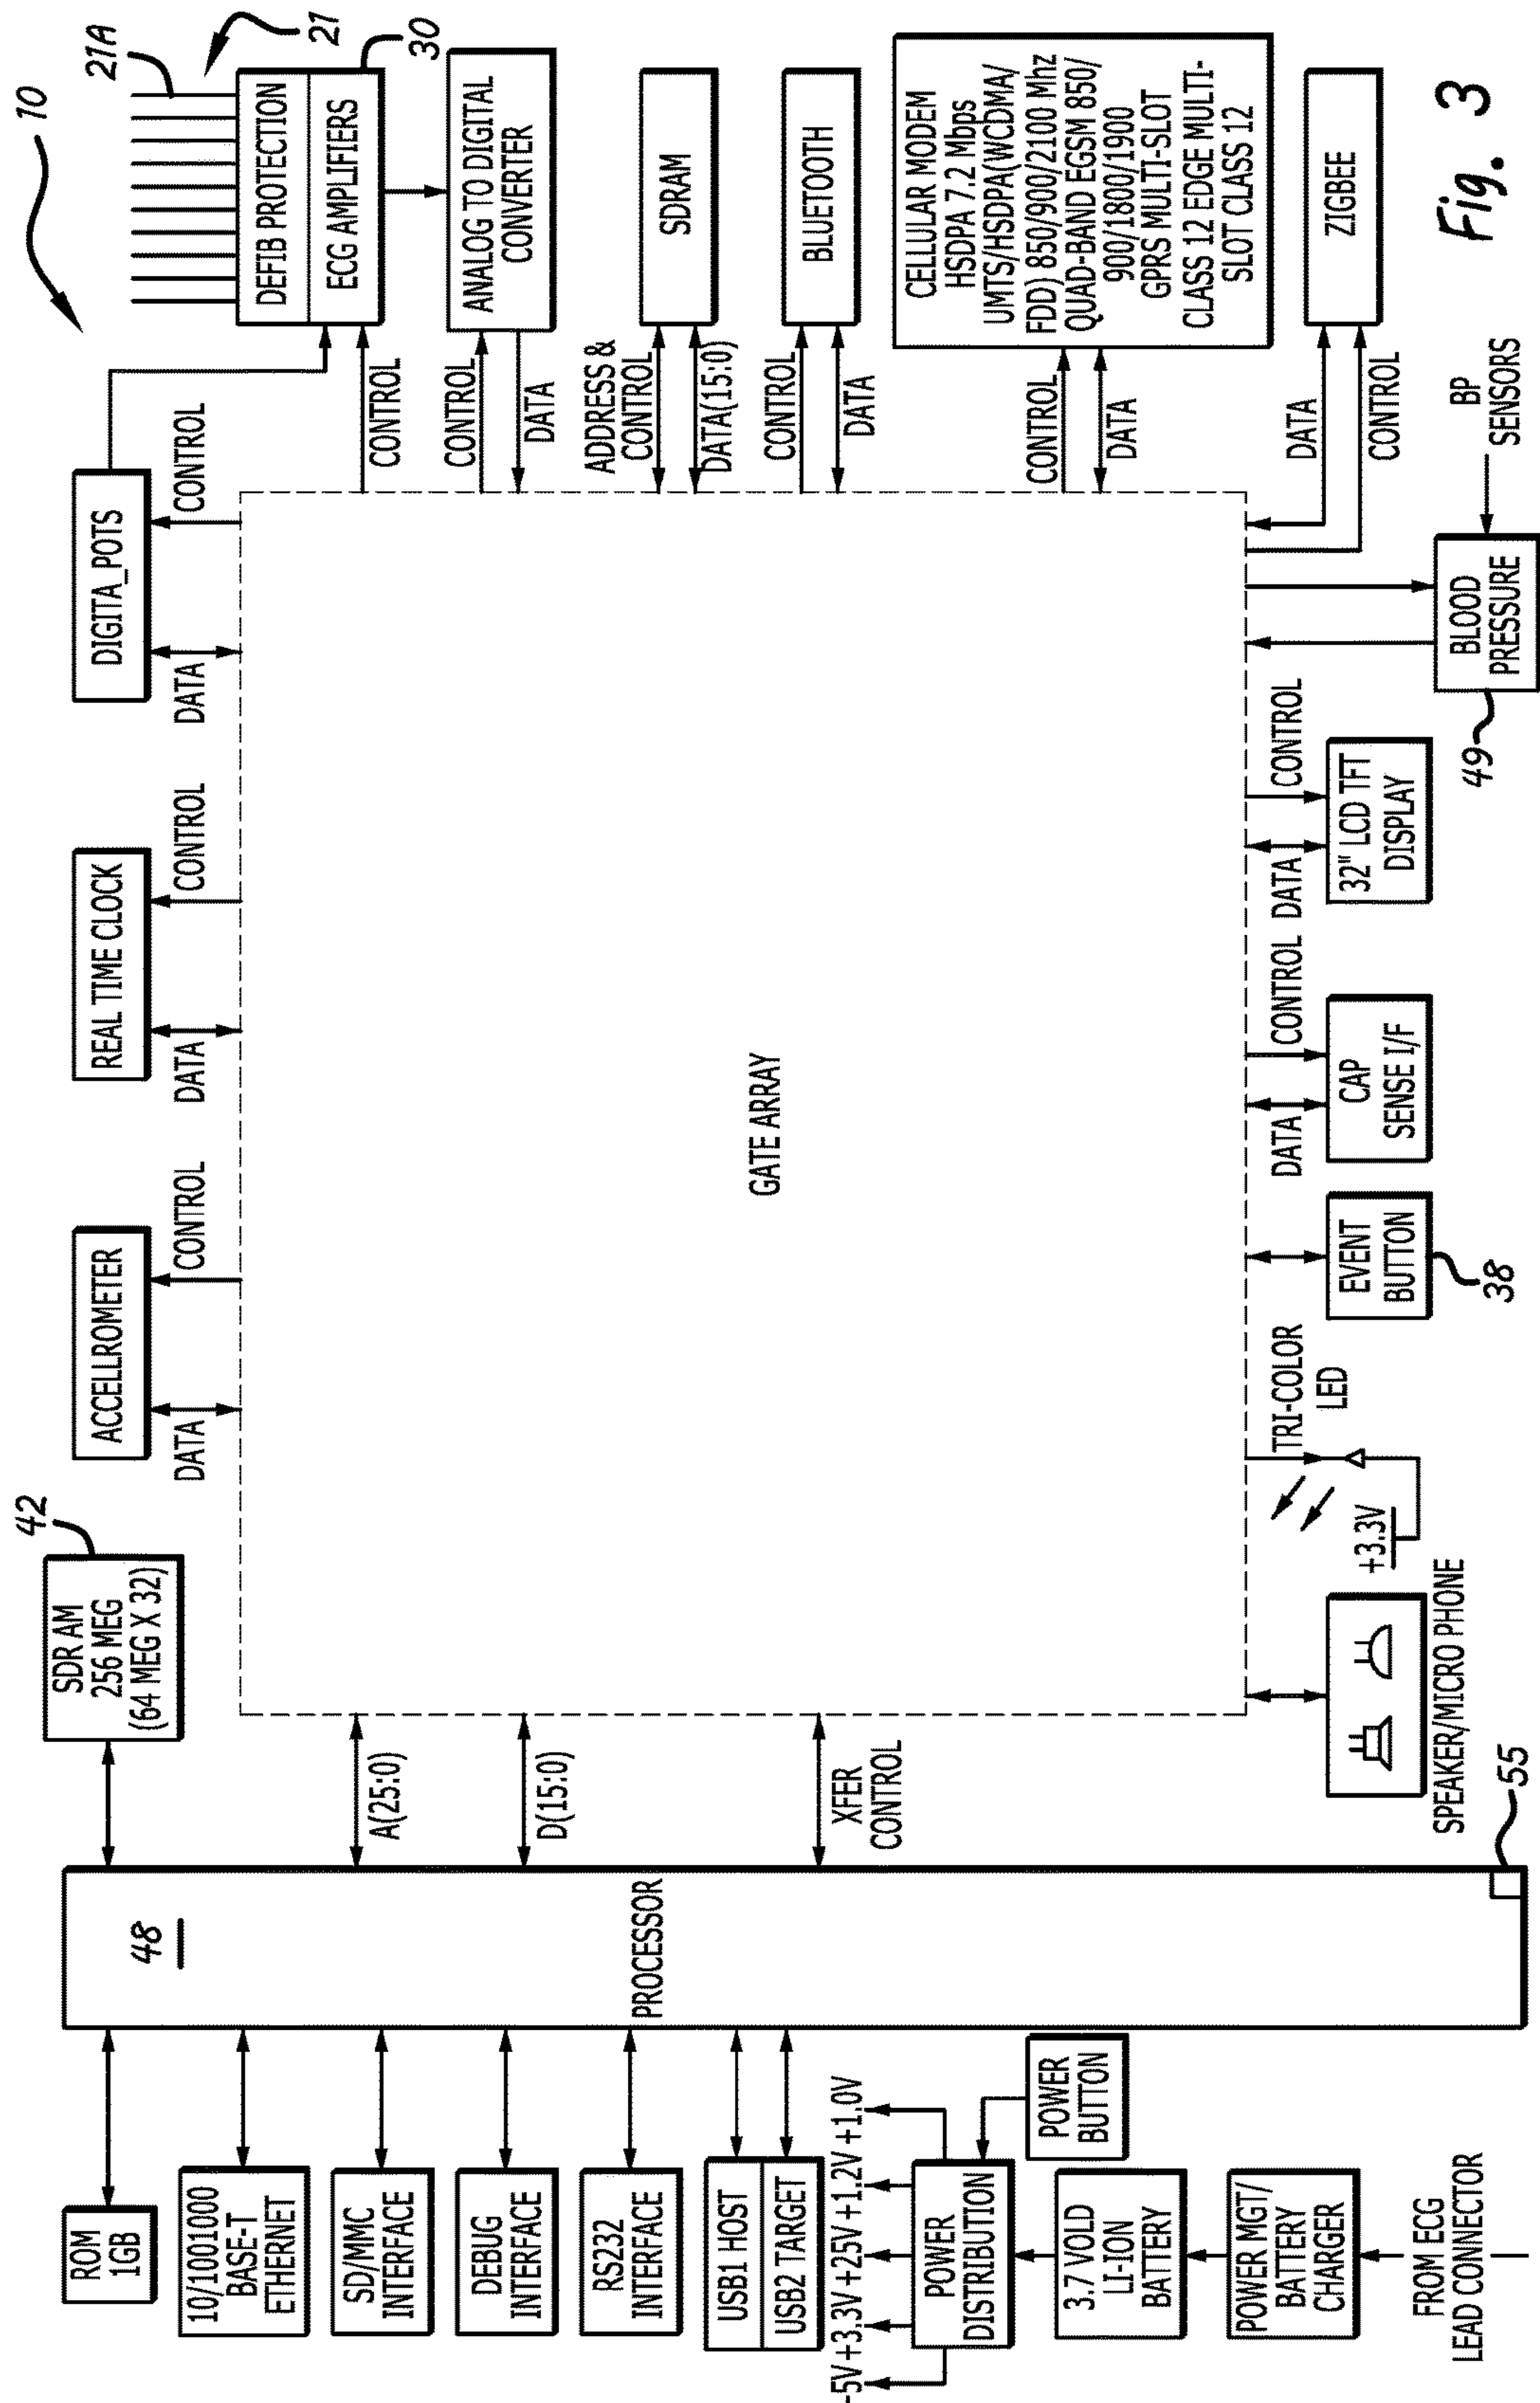 10
21A
21
30
42
SDR AM
256 MEG
(64 MEG X 32)
ACCELLROMETER
DATA
CONTROL
REAL TIME CLOCK
DATA
CONTROL
DIGITA_POTS
DATA
CONTROL
DEFIB PROTECTION
ECG AMPLIFIERS
CONTROL
ANALOG TO DIGITAL
CONVERTER
CONTROL
DATA
SDRAM
ADDRESS &
CONTROL
DATA(15:0)
BLUETOOTH
CONTROL
DATA
CELLULAR MODEM
HSDPA 7.2 Mbps
UMTS/HSDPA(WCDMA/
FDD) 850/900/2100 Mhz
QUAD-BAND EGSM 850/
900/1800/1900
GPRS MULTI-SLOT
CLASS 12 EDGE MULTI-
SLOT CLASS 12
CONTROL
DATA
ZIGBEE
DATA
CONTROL
BP
SENSORS
BLOOD
PRESSURE
49
GATE ARRAY
ROM
1GB
10/1001000
BASE-T
ETHERNET
SD/MMC
INTERFACE
DEBUG
INTERFACE
RS232
INTERFACE
USB1 HOST
USB2 TARGET
48
PROCESSOR
55
A(25:0)
D(15:0)
XFER
CONTROL
-5V +3.3V +25V +1.2V +1.0V
POWER
DISTRIBUTION
POWER
BUTTON
3.7 VOLD
LI-ION
BATTERY
POWER MGT/
BATTERY
CHARGER
FROM ECG
LEAD CONNECTOR
SPEAKER/MICRO PHONE
+3.3V
TRI-COLOR
LED
EVENT
BUTTON
38
DATA
CONTROL
CAP
SENSE I/F
DATA
CONTROL
32" LCD TFT
DISPLAY
Fig. 3